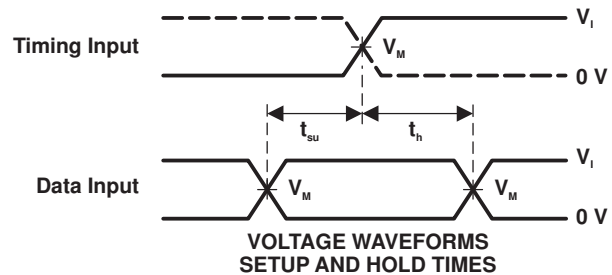 V_I
Timing Input
V_M
0 V
t_su
t_h
V_I
Data Input
V_M
V_M
0 V
VOLTAGE WAVEFORMS
SETUP AND HOLD TIMES